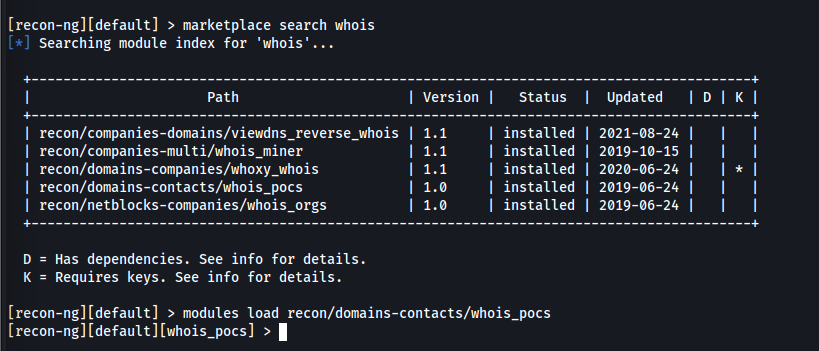 [recon-ng][default] > marketplace search whois
[*] Searching module index for 'whois'...
+------------------------------------------------------------------------------------------+
| Path | Version | Status | Updated | D | K |
+------------------------------------------------------------------------------------------+
| recon/companies-domains/viewdns_reverse_whois | 1.1 | installed | 2021-08-24 | | |
| recon/companies-multi/whois_miner | 1.1 | installed | 2019-10-15 | | |
| recon/domains-companies/whoxy_whois | 1.1 | installed | 2020-06-24 | | * |
| recon/domains-contacts/whois_pocs | 1.0 | installed | 2019-06-24 | | |
| recon/netblocks-companies/whois_orgs | 1.0 | installed | 2019-06-24 | | |
+------------------------------------------------------------------------------------------+
D = Has dependencies. See info for details.
K = Requires keys. See info for details.
[recon-ng][default] > modules load recon/domains-contacts/whois_pocs
[recon-ng][default][whois_pocs] >